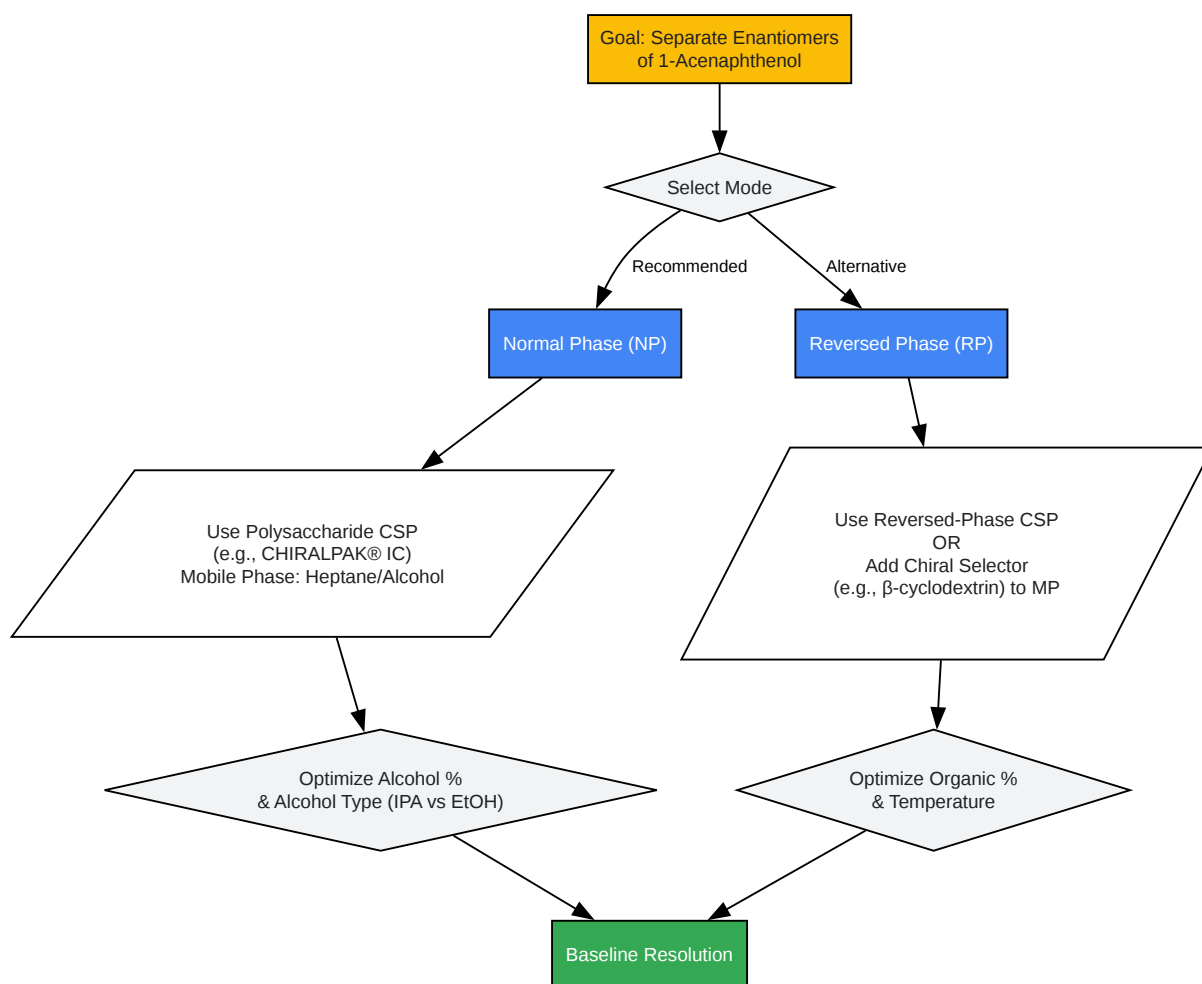 Goal: Separate Enantiomers
of 1-Acenaphthenol
Select Mode
Recommended
Alternative
Normal Phase (NP)
Reversed Phase (RP)
Use Polysaccharide CSP
(e.g., CHIRALPAK® IC)
Mobile Phase: Heptane/Alcohol
Use Reversed-Phase CSP
OR
Add Chiral Selector
(e.g., β-cyclodextrin) to MP
Optimize Alcohol %
& Alcohol Type (IPA vs EtOH)
Optimize Organic %
& Temperature
Baseline Resolution